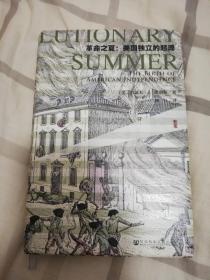 LUTIONARY
革命之夏：美国独立的起源
SUMMER
THE BIRTH OF
AMERICAN INDEPENDENCE